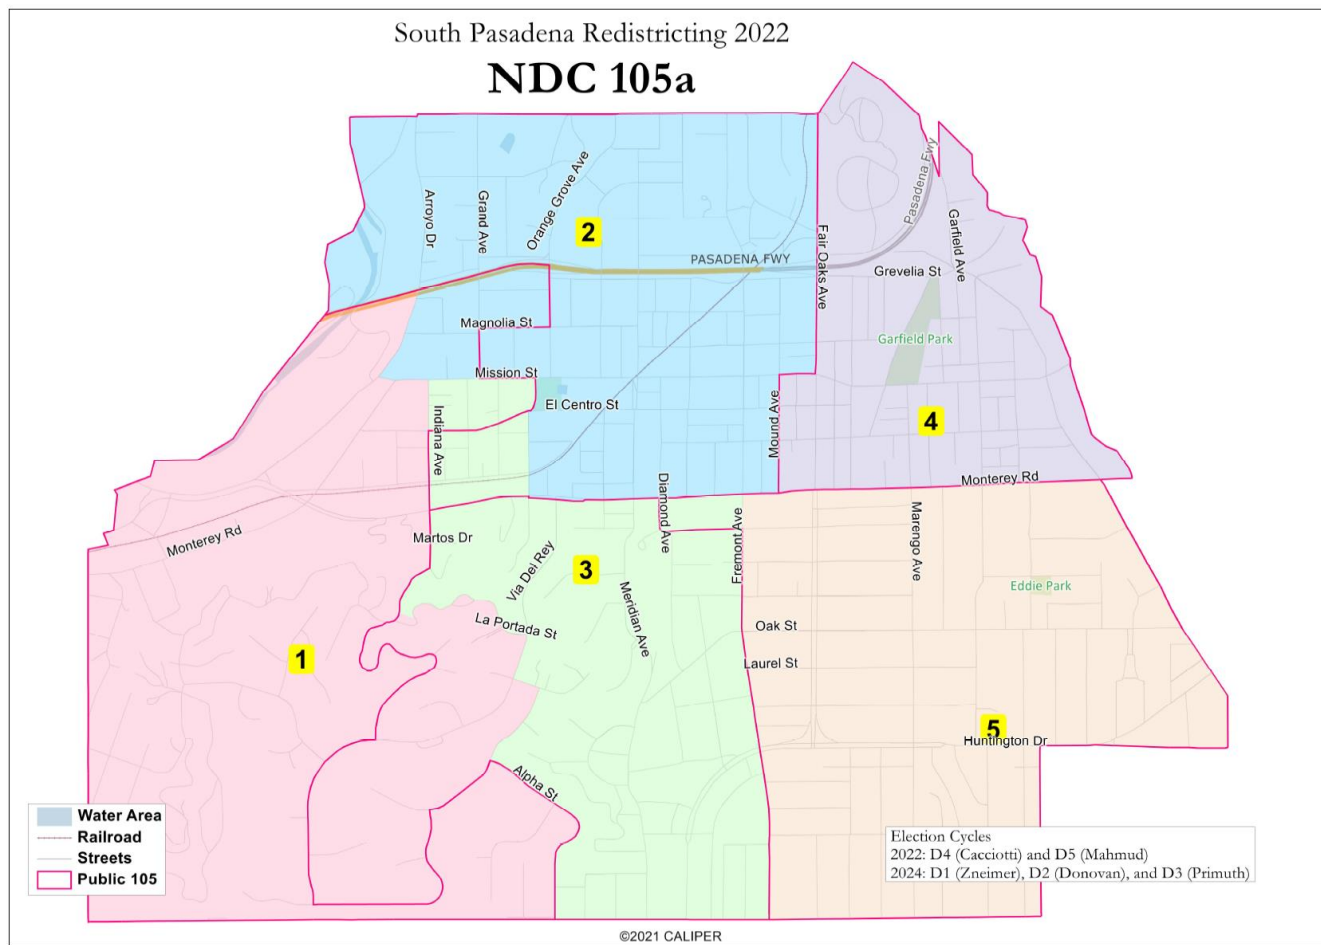 South Pasadena Redistricting 2022
NDC 105a
Pasadena Fwy
Orange Grove Ave
Arroyo Dr
Grand Ave
Garfield Ave
2
Fair Oaks Ave
PASADENA FWY
Grevelia St
Magnolia St
Garfield Park
Mission St
El Centro St
Indiana Ave
Mound Ave
4
Monterey Rd
Diamond Ave
Marengo Ave
Fremont Ave
Monterey Rd
Martos Dr
Via Del Rey
3
Eddie Park
Meridian Ave
La Portada St
Oak St
1
Laurel St
5
Huntington Dr
Alpha St
Water Area
Railroad
Streets
Public 105
Election Cycles
2022: D4 (Cacciotti) and D5 (Mahmud)
2024: D1 (Zneimer), D2 (Donovan), and D3 (Primuth)
©2021 CALIPER